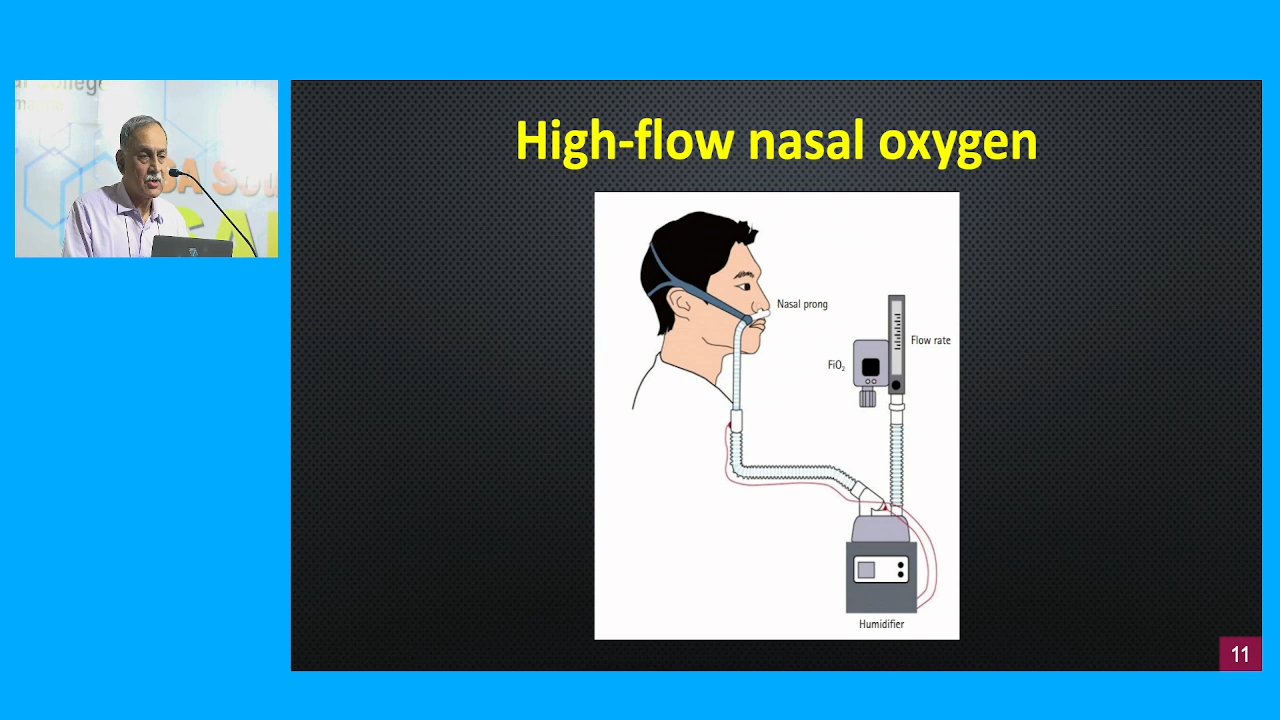 High-flow nasal oxygen
Nasal prong
Flow rate
FiO₂
Humidifier
11